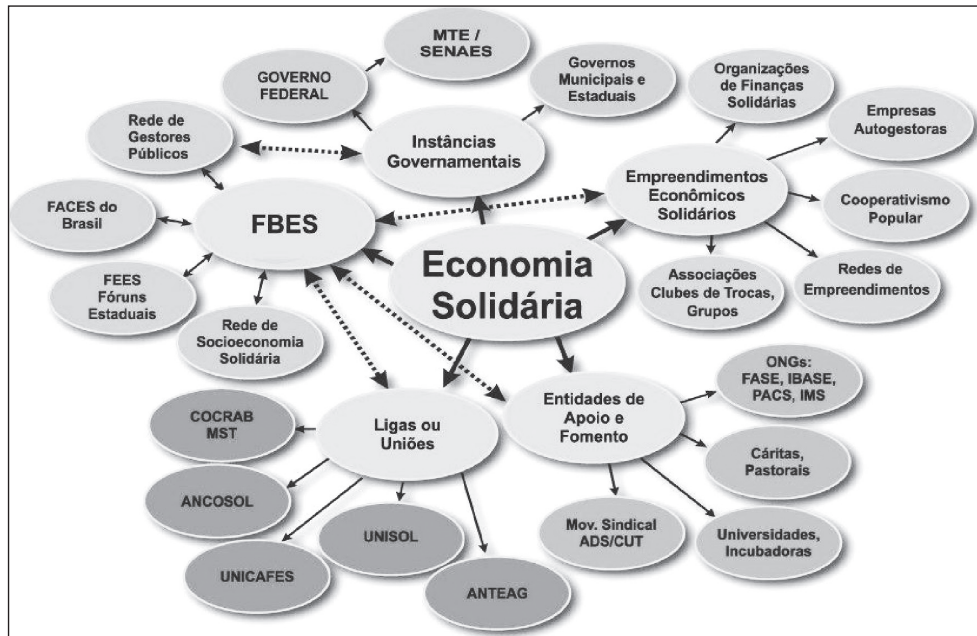 MTE /
SENAES
GOVERNO
FEDERAL
Governos
Municipais e
Estaduais
Organizações
de Finanças
Solidárias
Empresas
Autogestoras
Rede de
Gestores
Públicos
Instâncias
Governamentais
Empreendimentos
Econômicos
Solidários
Cooperativismo
Popular
FACES do
Brasil
FBES
Economia
Solidária
Associações
Clubes de Trocas,
Grupos
Redes de
Empreendimentos
FEES
Fóruns
Estaduais
Rede de
Socioeconomia
Solidária
ONGs:
FASE, IBASE,
PACS, IMS
COCRAB
MST
Ligas ou
Uniões
Entidades de
Apoio e
Fomento
Cáritas,
Pastorais
ANCOSOL
UNISOL
Mov. Sindical
ADS/CUT
Universidades,
Incubadoras
UNICAFES
ANTEAG